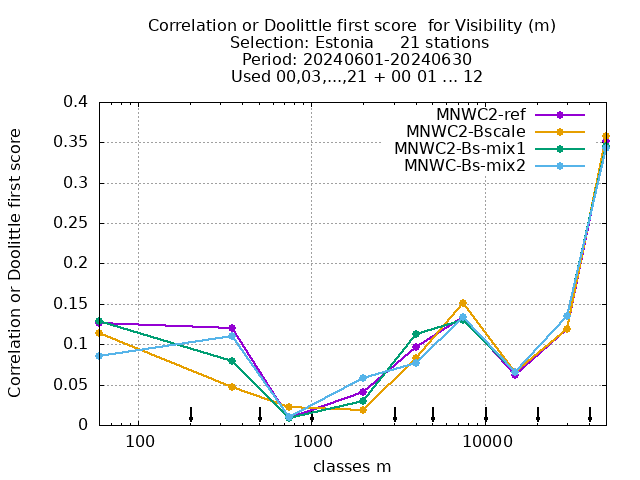 Correlation or Doolittle first score  for Visibility (m)
Selection: Estonia     21 stations
Period: 20240601-20240630
Used 00,03,...,21 + 00 01 ... 12
MNWC2-ref
MNWC2-Bscale
MNWC2-Bs-mix1
MNWC-Bs-mix2
Correlation or Doolittle first score
0.4
0.35
0.3
0.25
0.2
0.15
0.1
0.05
0
100
1000
10000
classes m